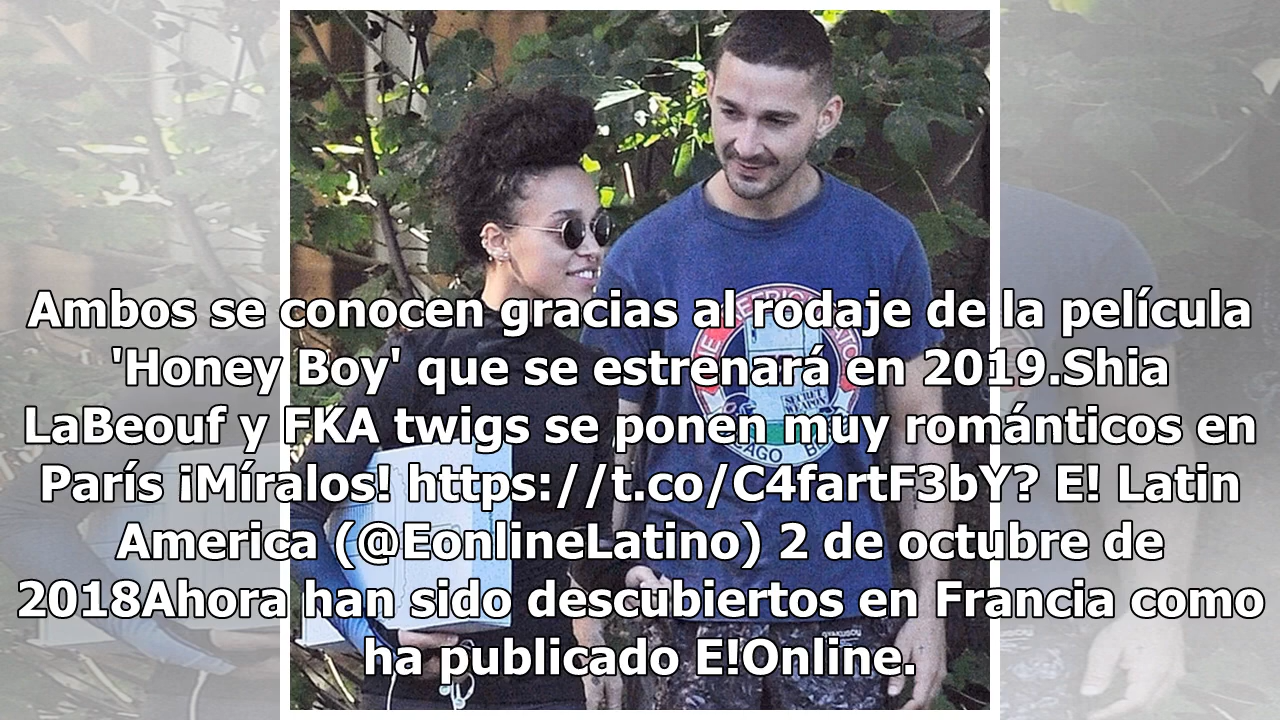 Ambos se conocen gracias al rodaje de la película
'Honey Boy' que se estrenará en 2019.Shia
LaBeouf y FKA twigs se ponen muy románticos en
París ¡Míralos! https://t.co/C4fartF3bY? E! Latin
America (@EonlineLatino) 2 de octubre de
2018Ahora han sido descubiertos en Francia como
ha publicado E!Online.
SECRET